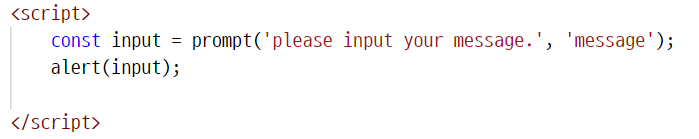 <script>
const input = prompt('please input your message.', 'message');
alert(input);
</script>